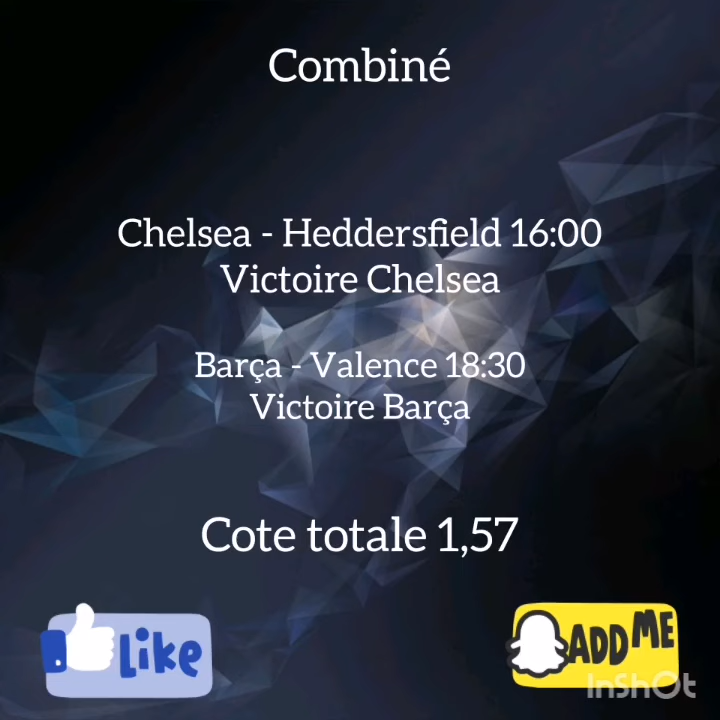 Combiné
Chelsea - Heddersfield 16:00
Victoire Chelsea
Barça - Valence 18:30
Victoire Barça
Cote totale 1,57
Like
ADD ME
InShOt